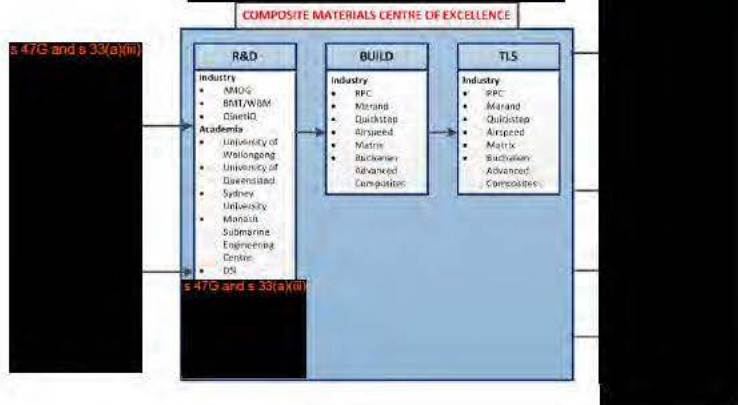 COMPOSITE MATERIALS CENTRE OF EXCELLENCE
s 47G and s 33(a)(iii)
R&D
Industry
• AMOG
• BMT/WBM
• QinetiQ
Academia
• University of
Wollongong
• University of
Queensland
• Sydney
University
• Monash
Submarine
Engineering
Centre
• DSI
s 47G and s 33(a)(iii)
BUILD
Industry
• RPC
• Marand
• Quickstep
• Airspeed
• Matrix
• Buchanan
Advanced
Composites
TLS
Industry
• RPC
• Marand
• Quickstep
• Airspeed
• Matrix
• Buchanan
Advanced
Composites